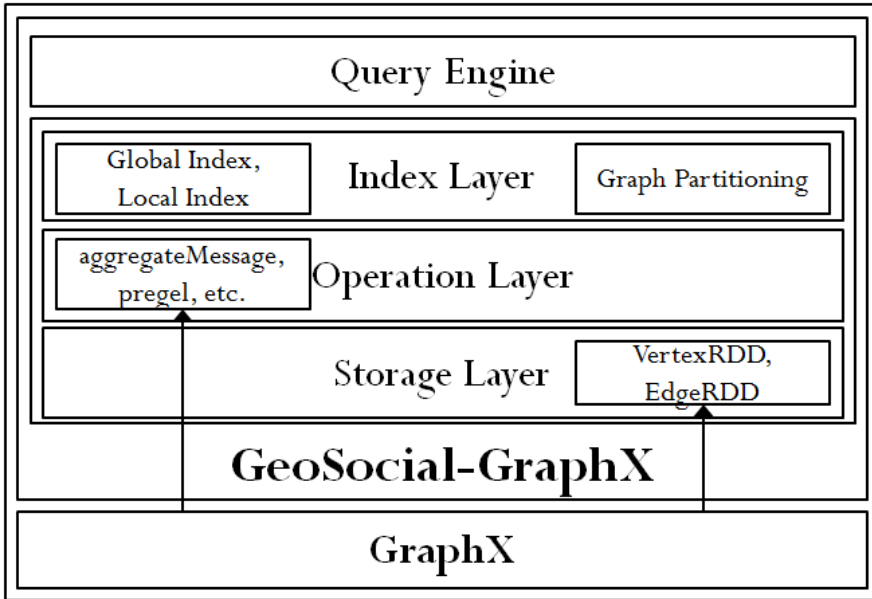 Query Engine
Global Index,
Local Index
Index Layer
Graph Partitioning
aggregateMessage,
pregel, etc.
Operation Layer
Storage Layer
VertexRDD,
EdgeRDD
GeoSocial-GraphX
GraphX